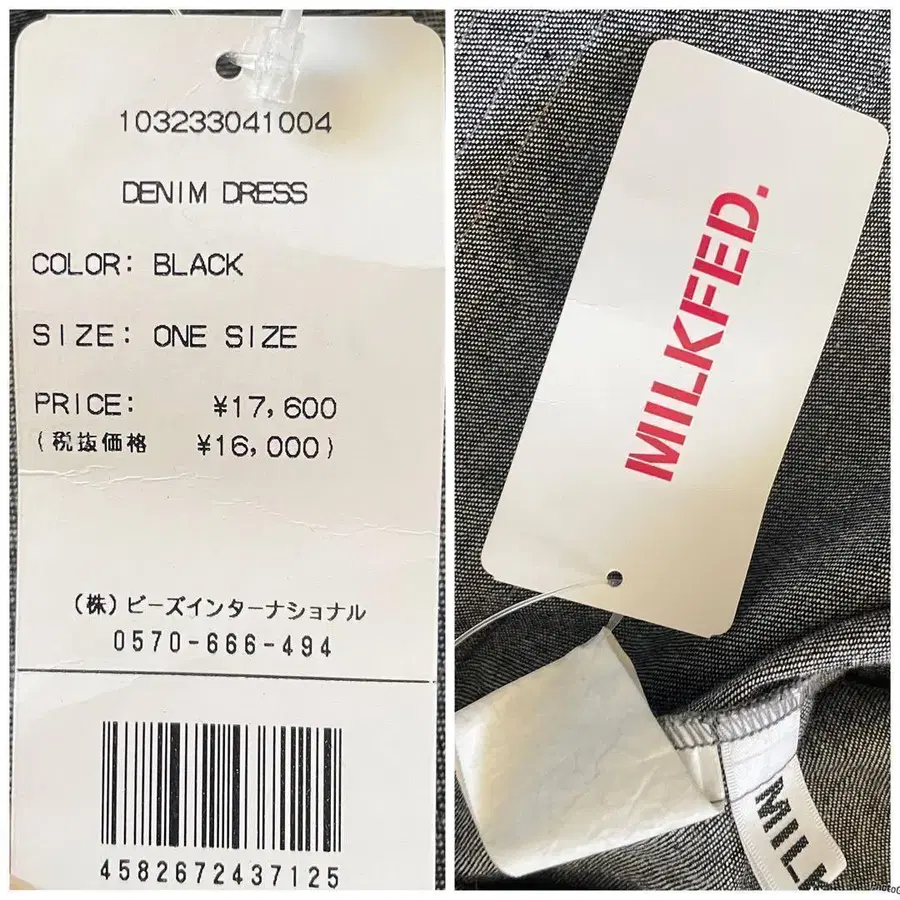 103233041004
DENIM DRESS
COLOR: BLACK
SIZE: ONE SIZE
PRICE: ¥17,600
(税抜価格 ¥16,000)
(株)ビーズインターナショナル
0570-666-494
4582672437125
MILKFED.
MILK